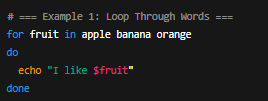 # === Example 1: Loop Through Words ===
for fruit in apple banana orange
do
  echo "I like $fruit"
done